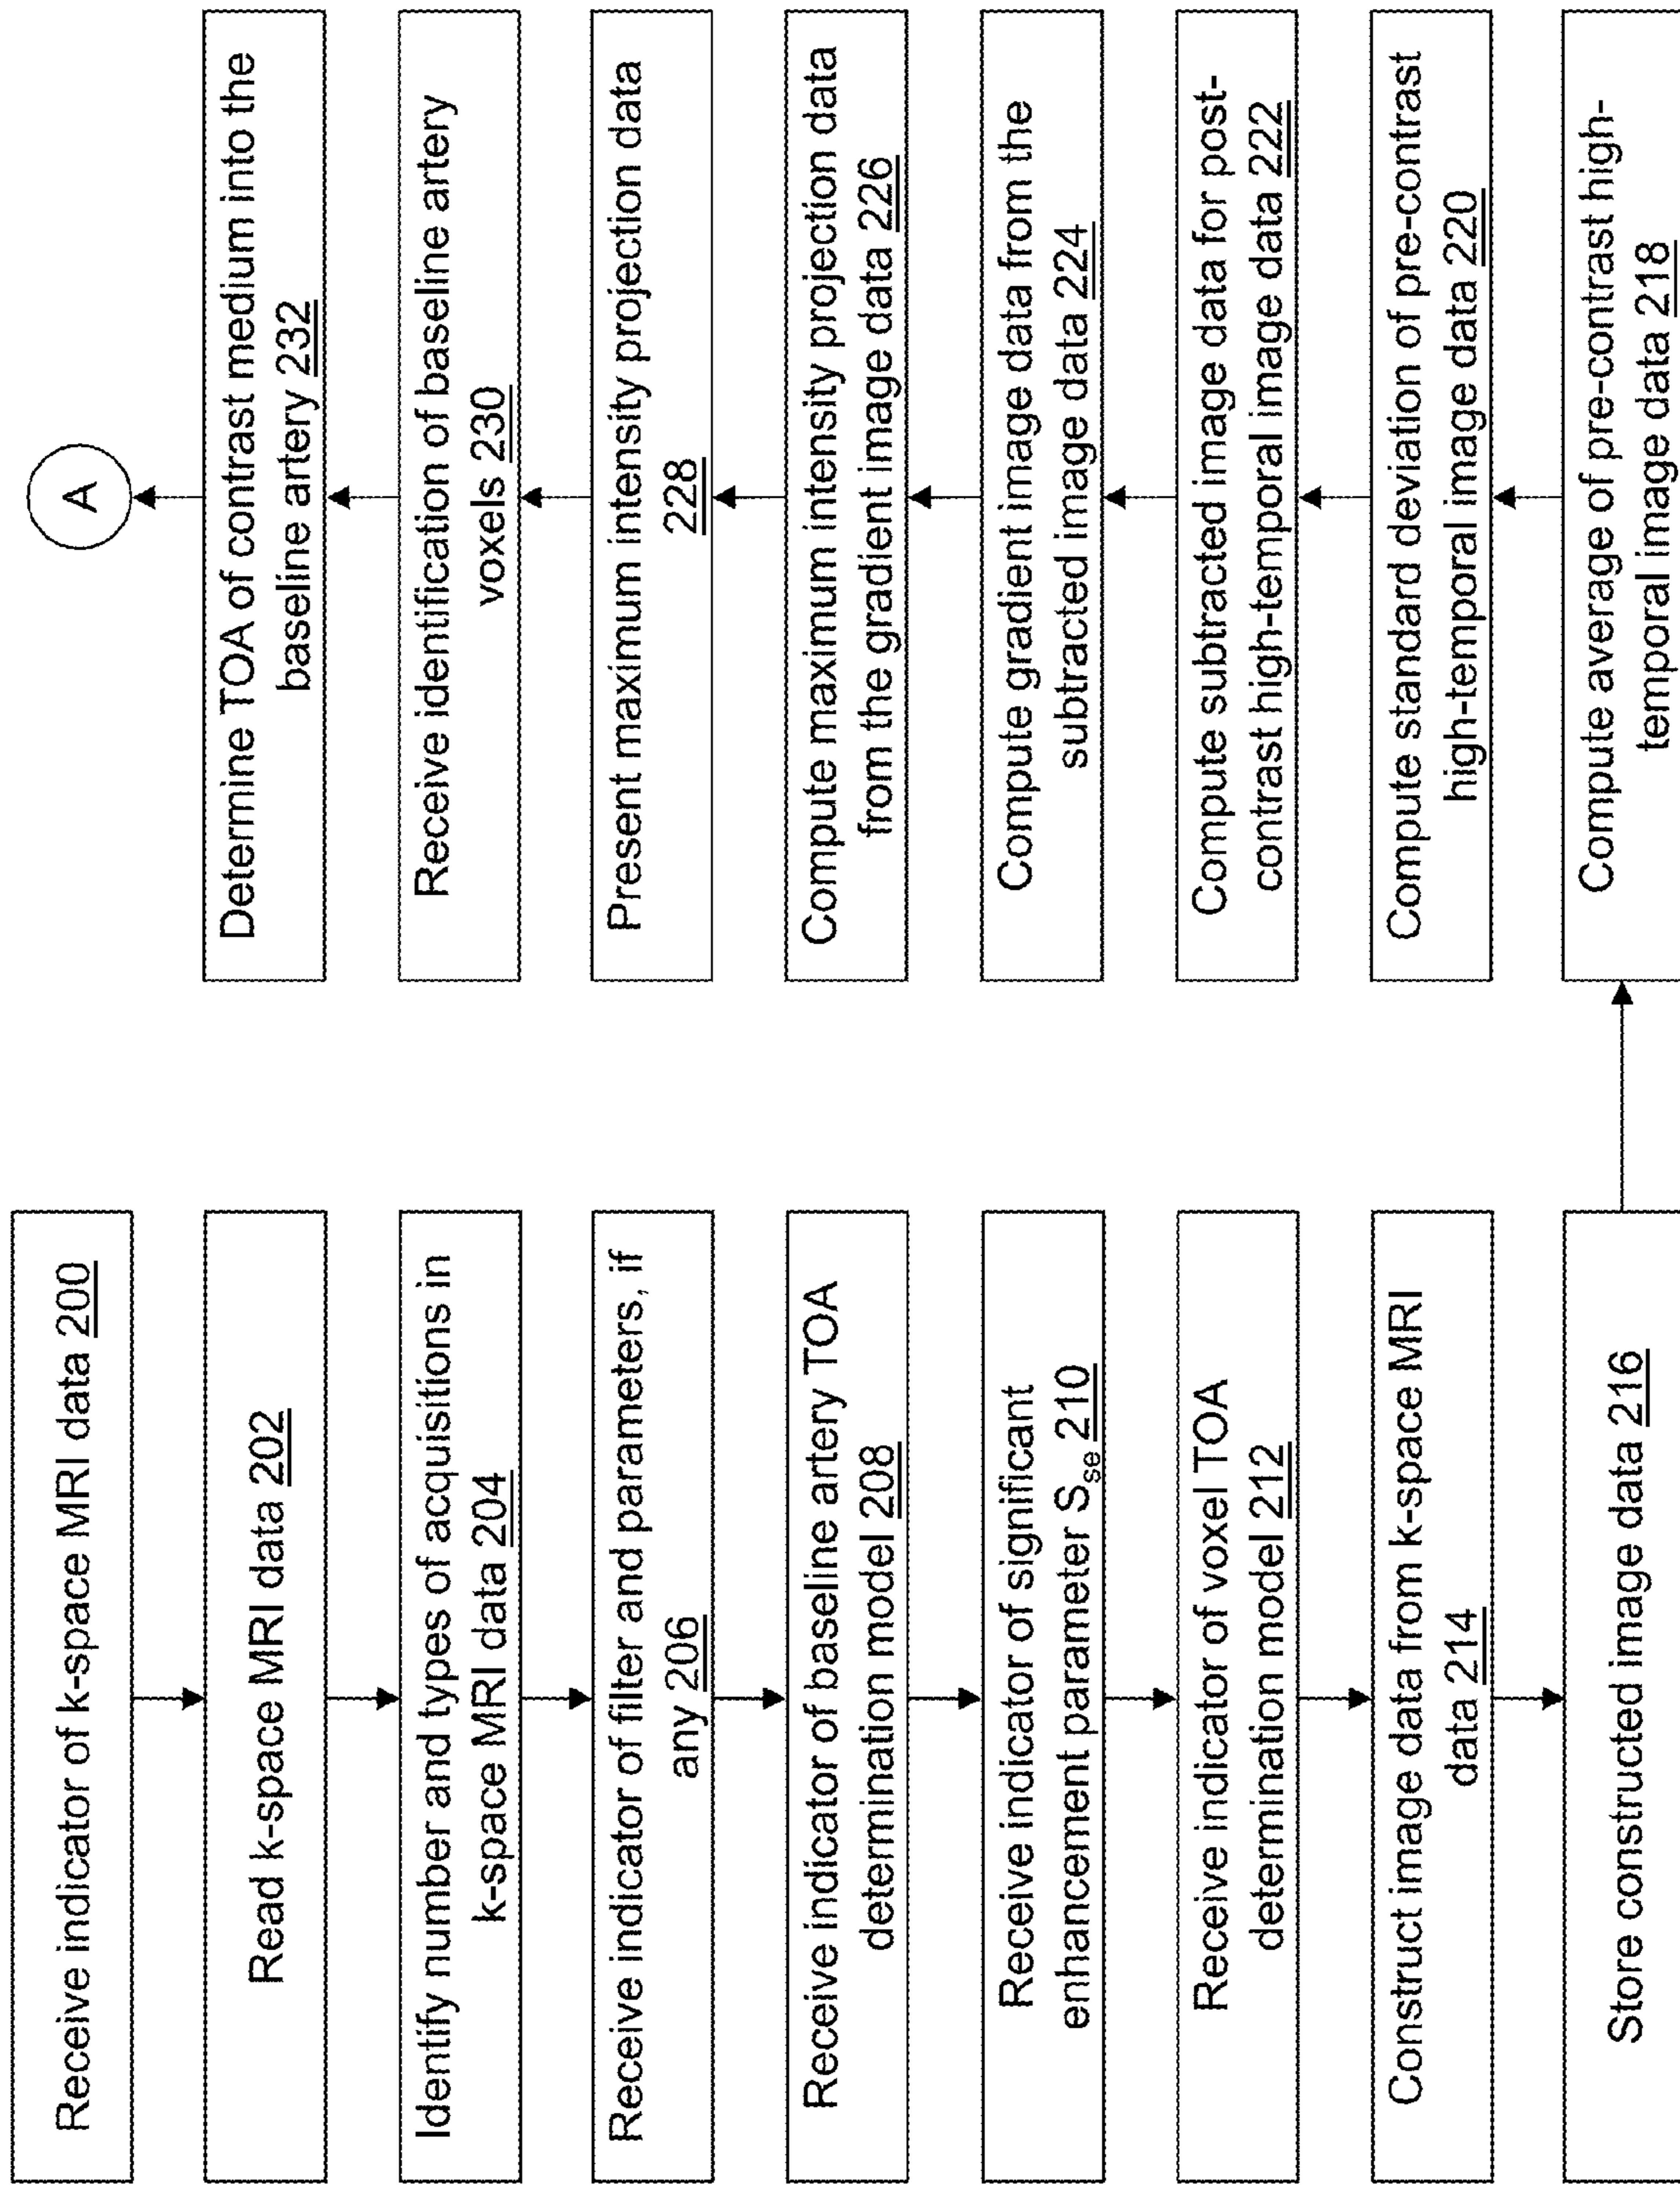 Receive indicator of k-space MRI data 200
Read k-space MRI data 202
Identify number and types of acquisitions in
k-space MRI data 204
Receive indicator of filter and parameters, if
any 206
Receive indicator of baseline artery TOA
determination model 208
Receive indicator of significant
enhancement parameter Sse 210
Receive indicator of voxel TOA
determination model 212
Construct image data from k-space MRI
data 214
Store constructed image data 216
Compute average of pre-contrast high-
temporal image data 218
Compute standard deviation of pre-contrast
high-temporal image data 220
Compute subtracted image data for post-
contrast high-temporal image data 222
Compute gradient image data from the
subtracted image data 224
Compute maximum intensity projection data
from the gradient image data 226
Present maximum intensity projection data
228
Receive identification of baseline artery
voxels 230
Determine TOA of contrast medium into the
baseline artery 232
A